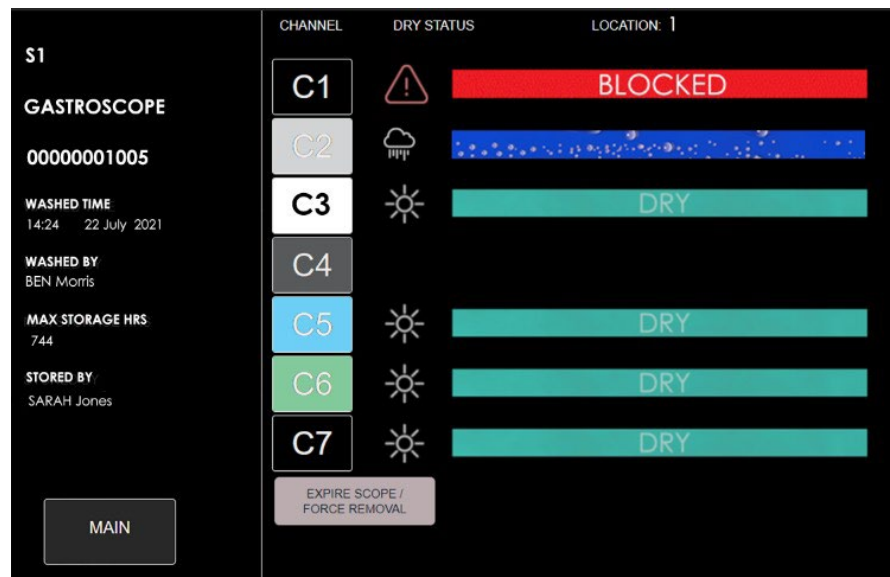 S1
GASTROSCOPE
00000001005
WASHED TIME
14:24 22 July 2021
WASHED BY
BEN Morris
MAX STORAGE HRS
744
STORED BY
SARAH Jones
MAIN
CHANNEL DRY STATUS LOCATION: 1
C1 BLOCKED
C2
C3 DRY
C4
C5 DRY
C6 DRY
C7 DRY
EXPIRE SCOPE /
FORCE REMOVAL